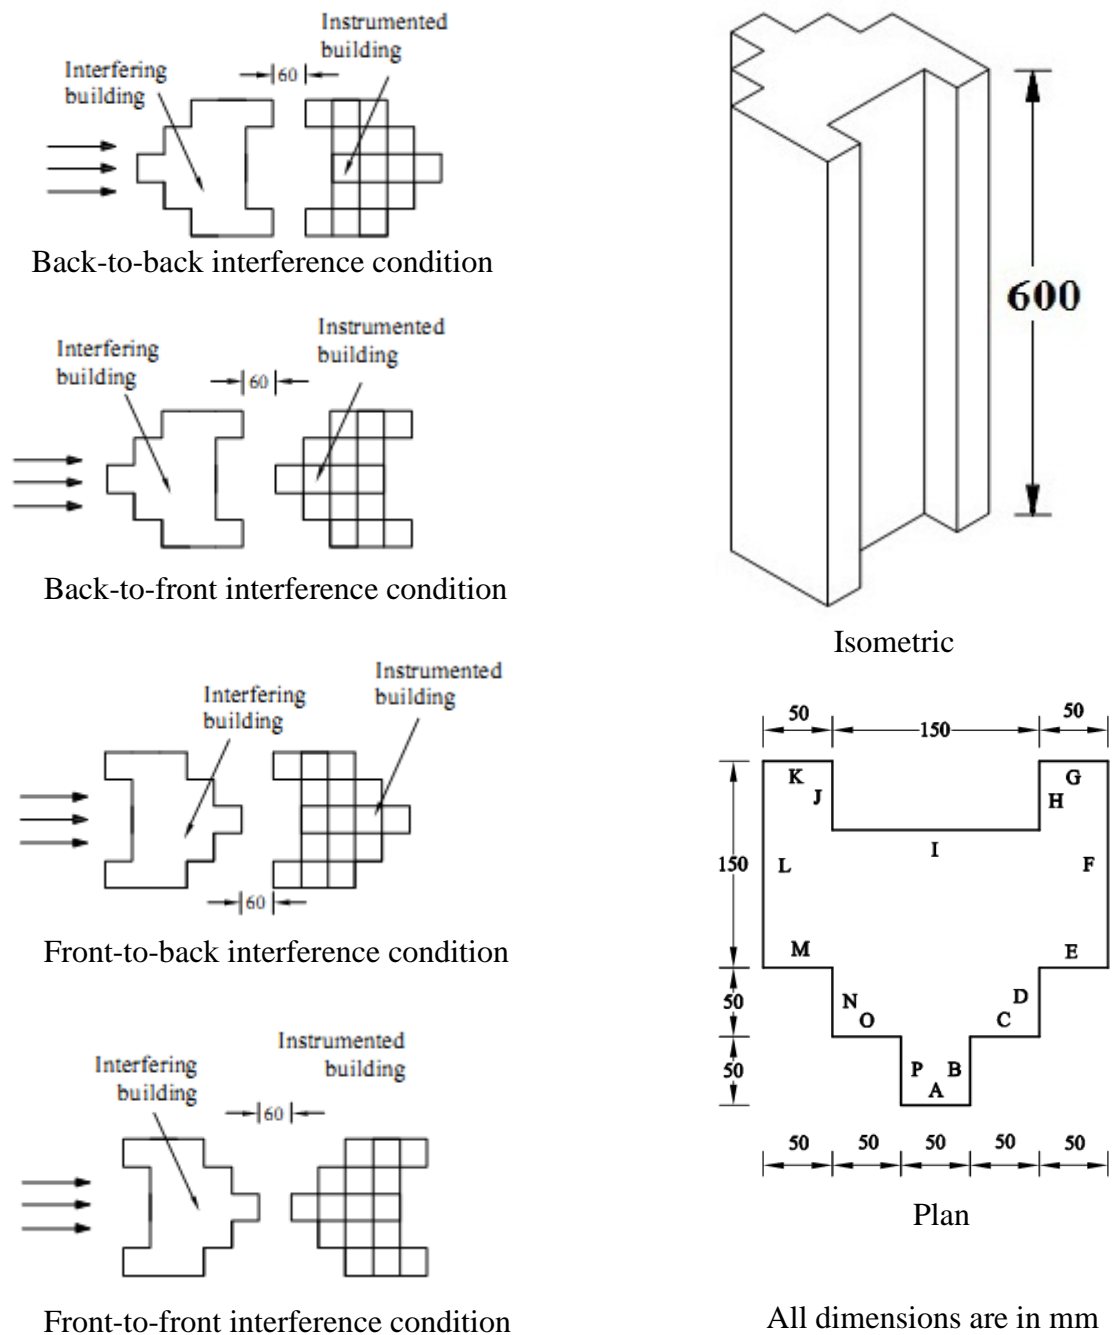 Instrumented
building
Interfering
building
60
Back-to-back interference condition
Instrumented
building
Interfering
building
60
Back-to-front interference condition
Instrumented
building
Interfering
building
60
Front-to-back interference condition
Instrumented
building
Interfering
building
60
Front-to-front interference condition
600
Isometric
50
150
50
K
G
J
H
I
150
L
F
M
E
50
N
D
O
C
50
P
B
A
50
50
50
50
50
Plan
All dimensions are in mm